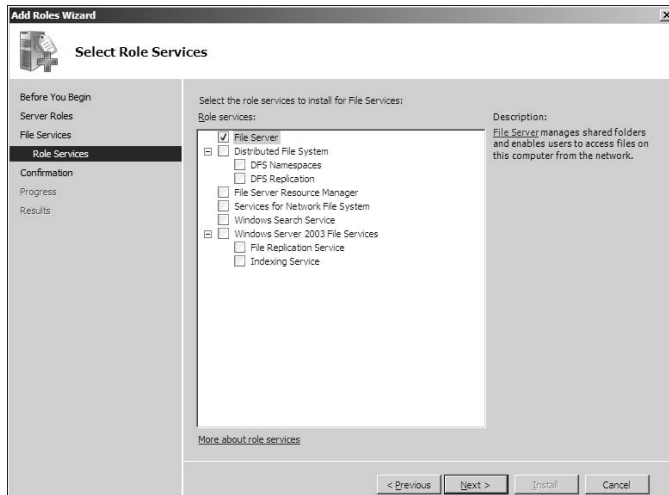 Add Roles Wizard
Select Role Services
Before You Begin
Server Roles
File Services
Role Services
Confirmation
Progress
Results
Select the role services to install for File Services:
Role services:
File Server
Distributed File System
DFS Namespaces
DFS Replication
File Server Resource Manager
Services for Network File System
Windows Search Service
Windows Server 2003 File Services
File Replication Service
Indexing Service
More about role services
Description:
File Server manages shared folders
and enables users to access files on
this computer from the network.
< Previous
Next >
Install
Cancel